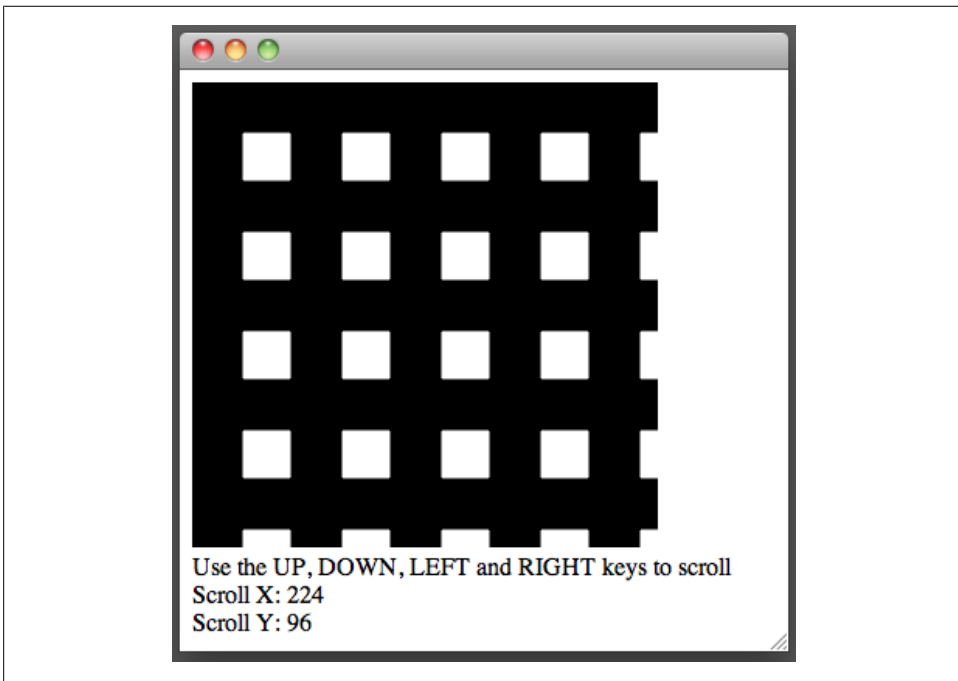 Use the UP, DOWN, LEFT and RIGHT keys to scroll
Scroll X: 224
Scroll Y: 96